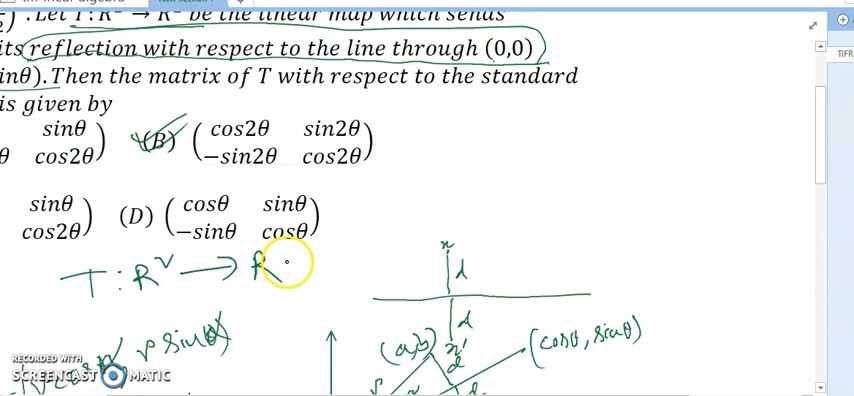 : Let T: R² → R² be the linear map which sends
its reflection with respect to the line through (0,0)
inθ). Then the matrix of T with respect to the standard
is given by
sinθ (B) ( cos2θ sin2θ )
θ cos2θ) −sin2θ cos2θ
sinθ (D) ( cosθ sinθ )
cos2θ) −sinθ cosθ
T : R² → R
x
d
d
x'
(a,b)
(cosθ, sinθ)
d
r sinα
RECORDED WITH
SCREENCAST MATIC
TIFR